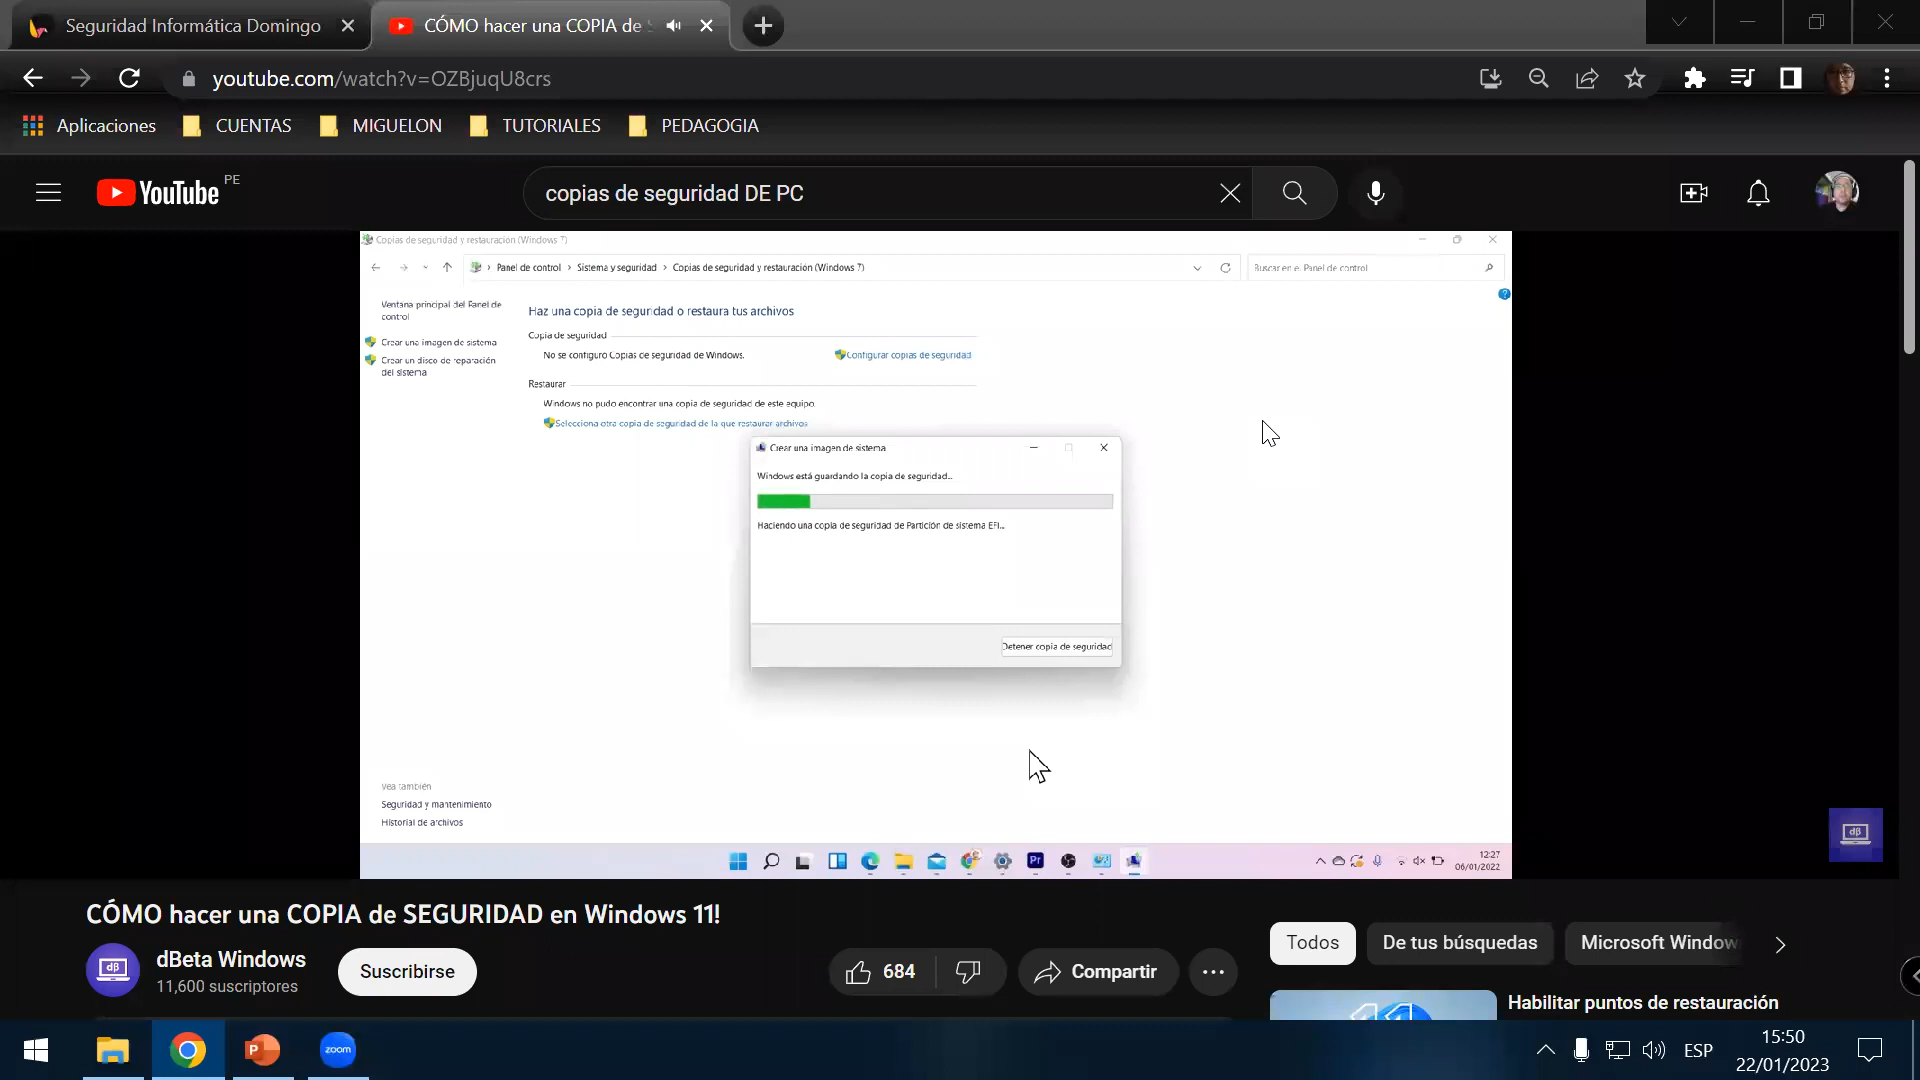 Seguridad Informática Domingo
CÓMO hacer una COPIA de S
youtube.com/watch?v=OZBjuqU8crs
Aplicaciones
CUENTAS
MIGUELON
TUTORIALES
PEDAGOGIA
YouTube PE
copias de seguridad DE PC
Copias de seguridad y restauración (Windows 7)
Panel de control > Sistema y seguridad > Copias de seguridad y restauración (Windows 7)
Buscar en el Panel de control
Ventana principal del Panel de
control
Crear una imagen de sistema
Crear un disco de reparación
del sistema
Haz una copia de seguridad o restaura tus archivos
Copia de seguridad
No se configuró Copias de seguridad de Windows.
Configurar copias de seguridad
Restaurar
Windows no pudo encontrar una copia de seguridad de este equipo.
Selecciona otra copia de seguridad de la que restaurar archivos
Crear una imagen de sistema
Windows está guardando la copia de seguridad...
Haciendo una copia de seguridad de Partición de sistema EFI...
Detener copia de seguridad
Vea también
Seguridad y mantenimiento
Historial de archivos
Pr
12:27
06/01/2022
dβ
CÓMO hacer una COPIA de SEGURIDAD en Windows 11!
dβ
dBeta Windows
11,600 suscriptores
Suscribirse
684
Compartir
Todos
De tus búsquedas
Microsoft Window
11
Habilitar puntos de restauración
P
zoom
ESP
15:50
22/01/2023